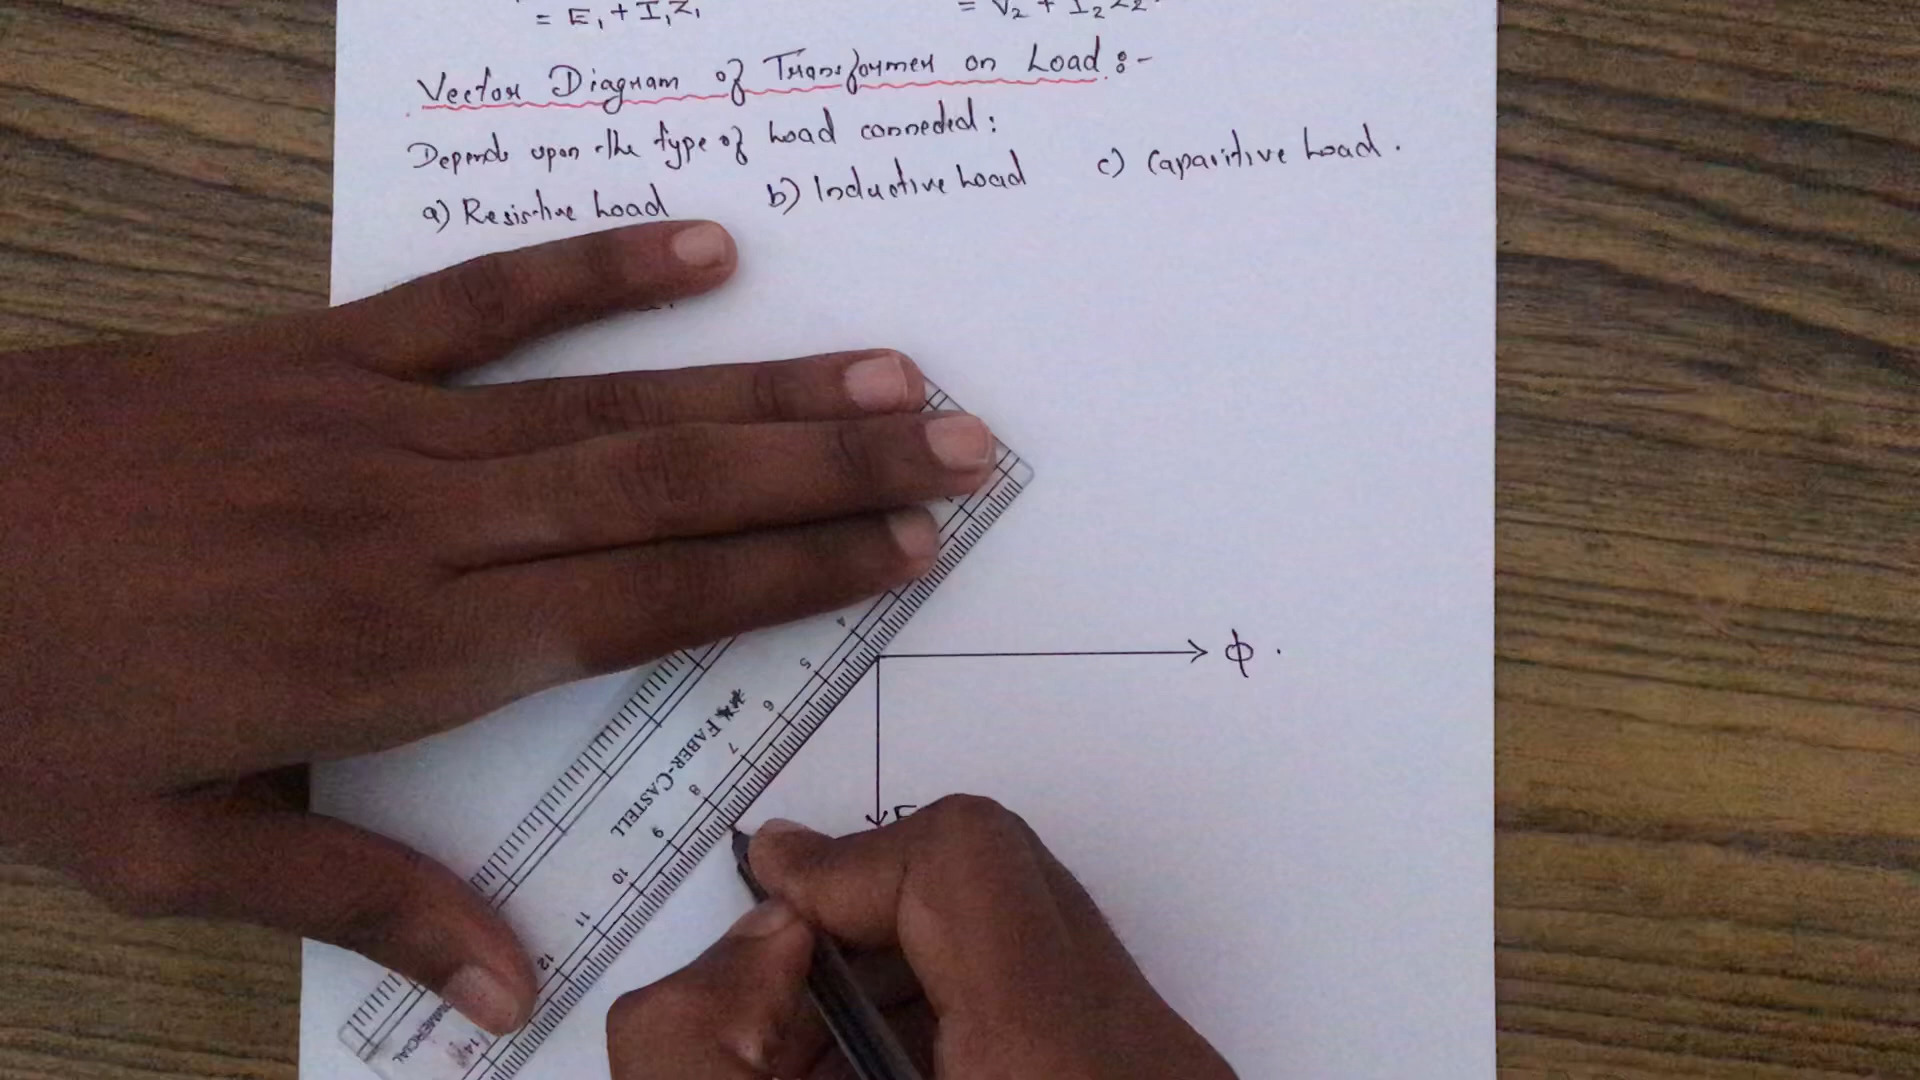 = E₁ + I₁Z₁
= V₂ + I₂Z₂
Vector Diagram of Transformer on Load :-
Depends upon the type of Load connected :
a) Resistive Load b) Inductive Load c) Capacitive Load .
ϕ .
E
4
5
6
7
8
9
10
11
12
14
FABER-CASTELL